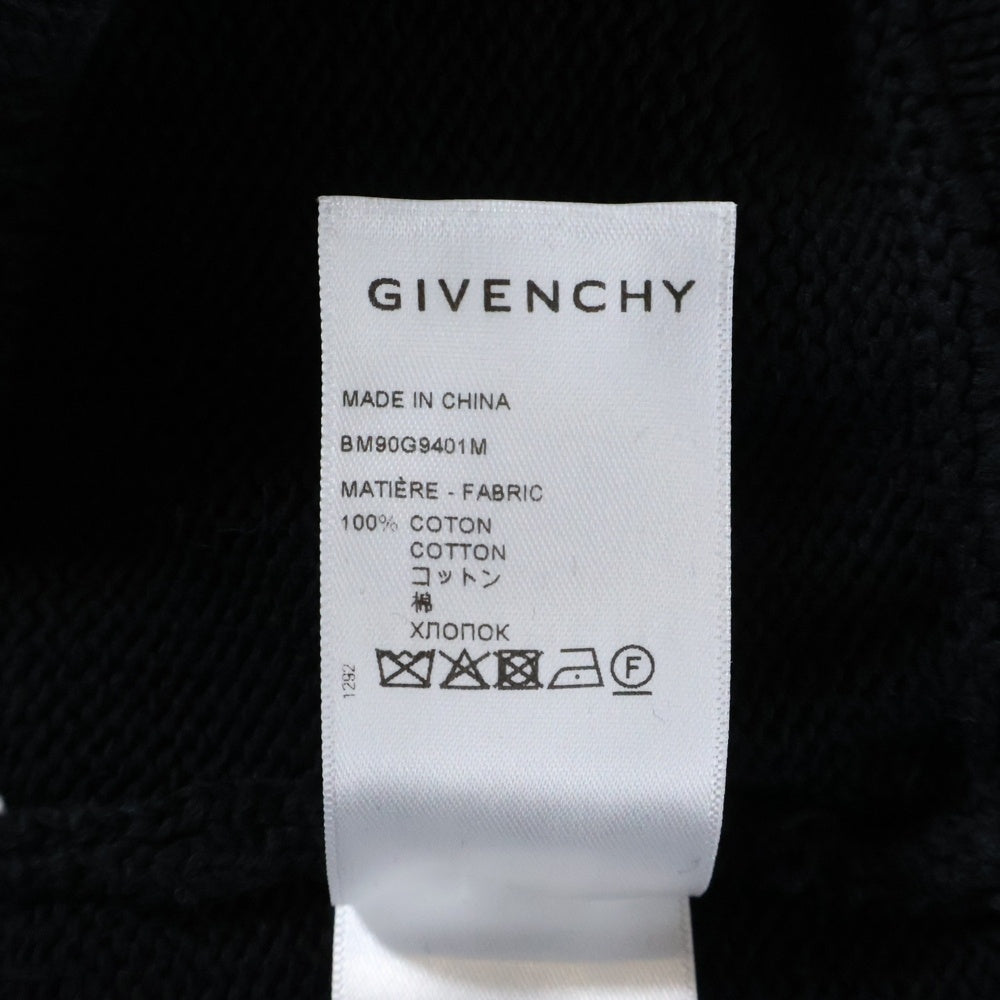 GIVENCHY
MADE IN CHINA
BM90G9401M
MATIÈRE - FABRIC
100% COTON
COTTON
コットン
棉
ХЛОПОК
1292
F